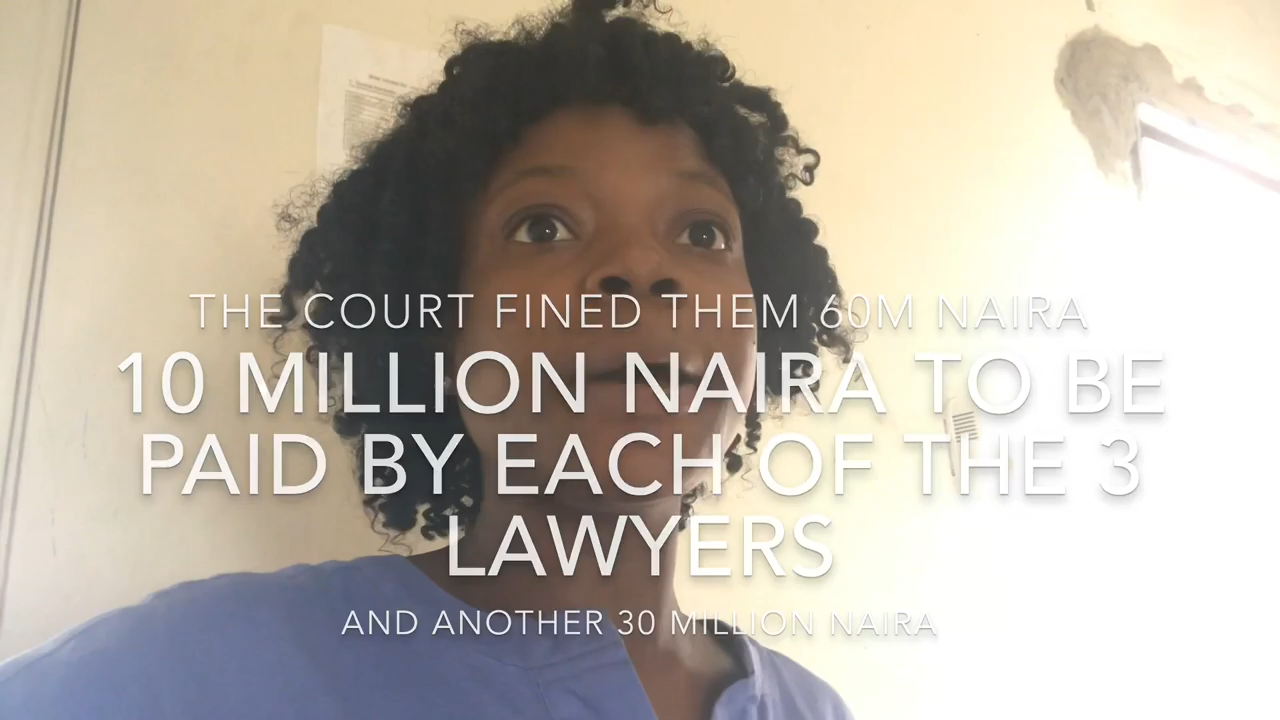 THE COURT FINED THEM 60M NAIRA
10 MILLION NAIRA TO BE
PAID BY EACH OF THE 3
LAWYERS
AND ANOTHER 30 MILLION NAIRA